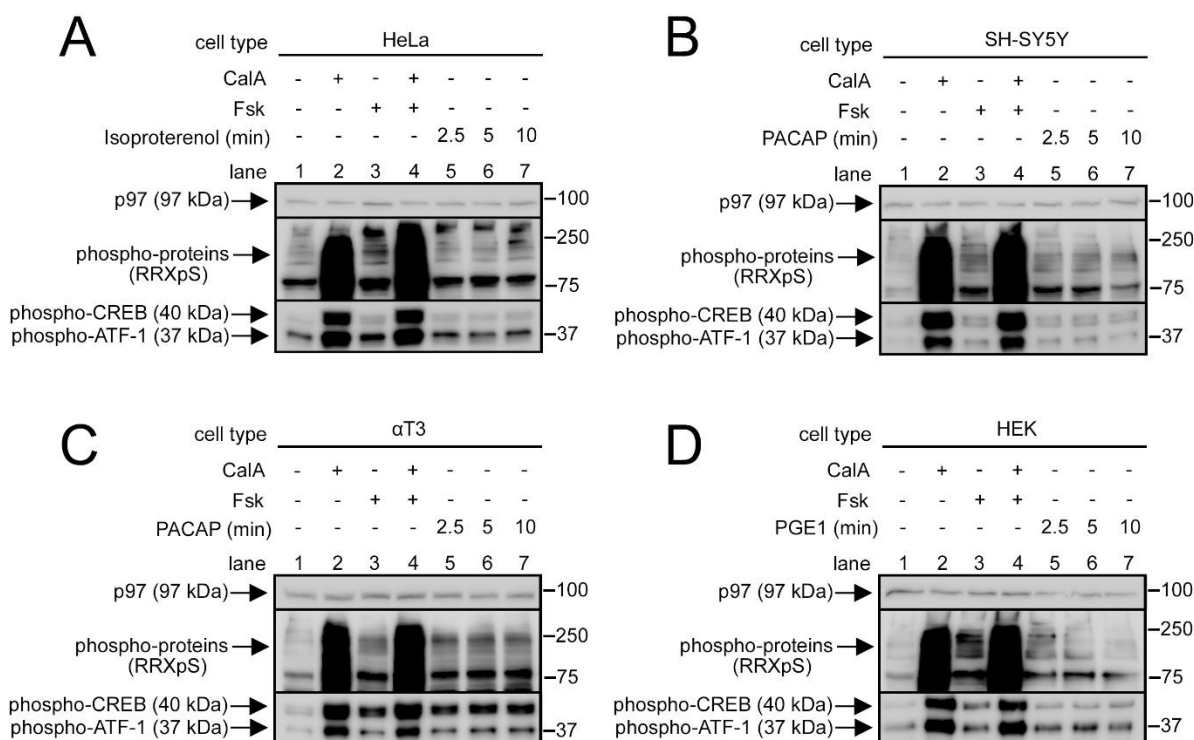 A
cell type HeLa
CalA - + - + - - -
Fsk - - + + - - -
Isoproterenol (min) - - - - 2.5 5 10
lane 1 2 3 4 5 6 7
p97 (97 kDa) -100
phospho-proteins (RRXpS) -250 -75
phospho-CREB (40 kDa)
phospho-ATF-1 (37 kDa) -37
B
cell type SH-SY5Y
CalA - + - + - - -
Fsk - - + + - - -
PACAP (min) - - - - 2.5 5 10
lane 1 2 3 4 5 6 7
p97 (97 kDa) -100
phospho-proteins (RRXpS) -250 -75
phospho-CREB (40 kDa)
phospho-ATF-1 (37 kDa) -37
C
cell type αT3
CalA - + - + - - -
Fsk - - + + - - -
PACAP (min) - - - - 2.5 5 10
lane 1 2 3 4 5 6 7
p97 (97 kDa) -100
phospho-proteins (RRXpS) -250 -75
phospho-CREB (40 kDa)
phospho-ATF-1 (37 kDa) -37
D
cell type HEK
CalA - + - + - - -
Fsk - - + + - - -
PGE1 (min) - - - - 2.5 5 10
lane 1 2 3 4 5 6 7
p97 (97 kDa) -100
phospho-proteins (RRXpS) -250 -75
phospho-CREB (40 kDa)
phospho-ATF-1 (37 kDa) -37